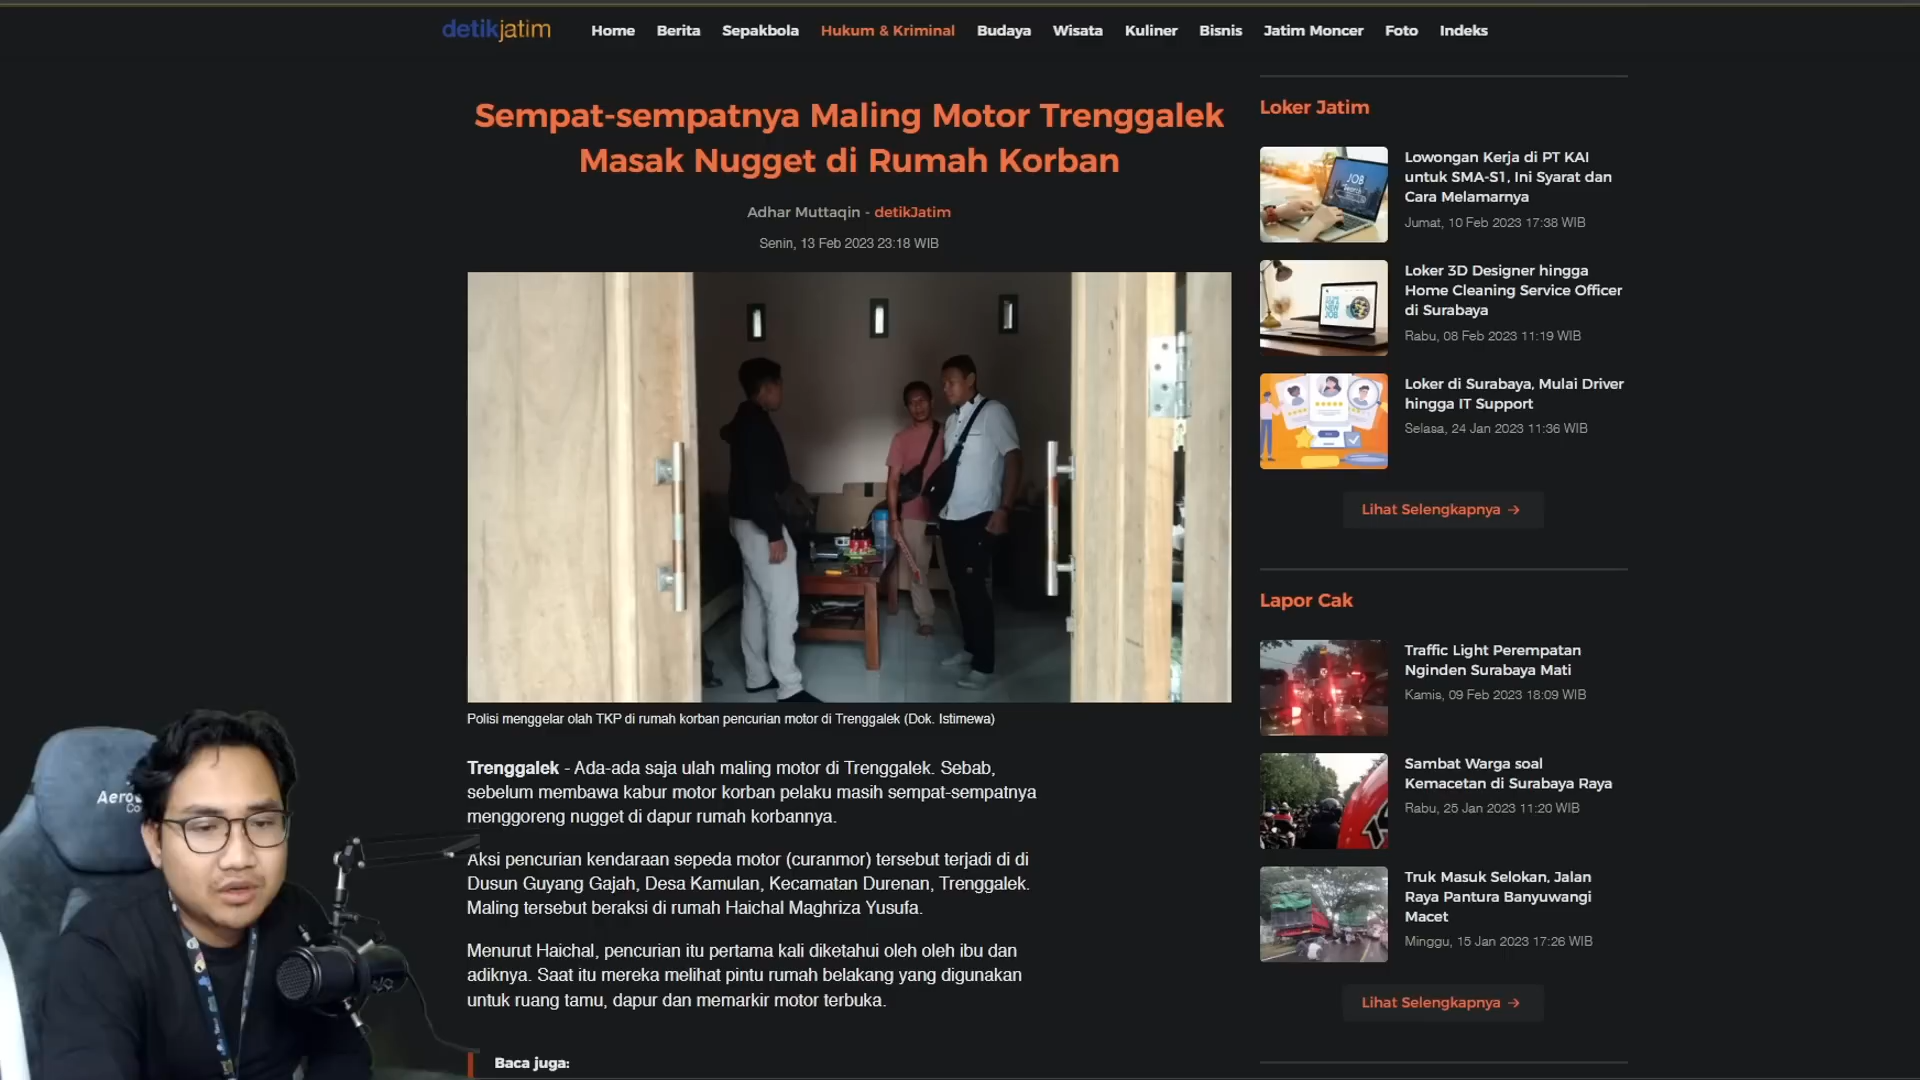 detikjatim
Home Berita Sepakbola Hukum & Kriminal Budaya Wisata Kuliner Bisnis Jatim Moncer Foto Indeks
Sempat-sempatnya Maling Motor Trenggalek
Masak Nugget di Rumah Korban
Adhar Muttaqin - detikJatim
Senin, 13 Feb 2023 23:18 WIB
Polisi menggelar olah TKP di rumah korban pencurian motor di Trenggalek (Dok. Istimewa)
Trenggalek - Ada-ada saja ulah maling motor di Trenggalek. Sebab,
sebelum membawa kabur motor korban pelaku masih sempat-sempatnya
menggoreng nugget di dapur rumah korbannya.
Aksi pencurian kendaraan sepeda motor (curanmor) tersebut terjadi di di
Dusun Guyang Gajah, Desa Kamulan, Kecamatan Durenan, Trenggalek.
Maling tersebut beraksi di rumah Haichal Maghriza Yusufa.
Menurut Haichal, pencurian itu pertama kali diketahui oleh oleh ibu dan
adiknya. Saat itu mereka melihat pintu rumah belakang yang digunakan
untuk ruang tamu, dapur dan memarkir motor terbuka.
Baca juga:
Loker Jatim
JOB
Lowongan Kerja di PT KAI
untuk SMA-S1, Ini Syarat dan
Cara Melamarnya
Jumat, 10 Feb 2023 17:38 WIB
Loker 3D Designer hingga
Home Cleaning Service Officer
di Surabaya
Rabu, 08 Feb 2023 11:19 WIB
Loker di Surabaya, Mulai Driver
hingga IT Support
Selasa, 24 Jan 2023 11:36 WIB
Lihat Selengkapnya →
Lapor Cak
Traffic Light Perempatan
Nginden Surabaya Mati
Kamis, 09 Feb 2023 18:09 WIB
Sambat Warga soal
Kemacetan di Surabaya Raya
Rabu, 25 Jan 2023 11:20 WIB
Truk Masuk Selokan, Jalan
Raya Pantura Banyuwangi
Macet
Minggu, 15 Jan 2023 17:26 WIB
Lihat Selengkapnya →